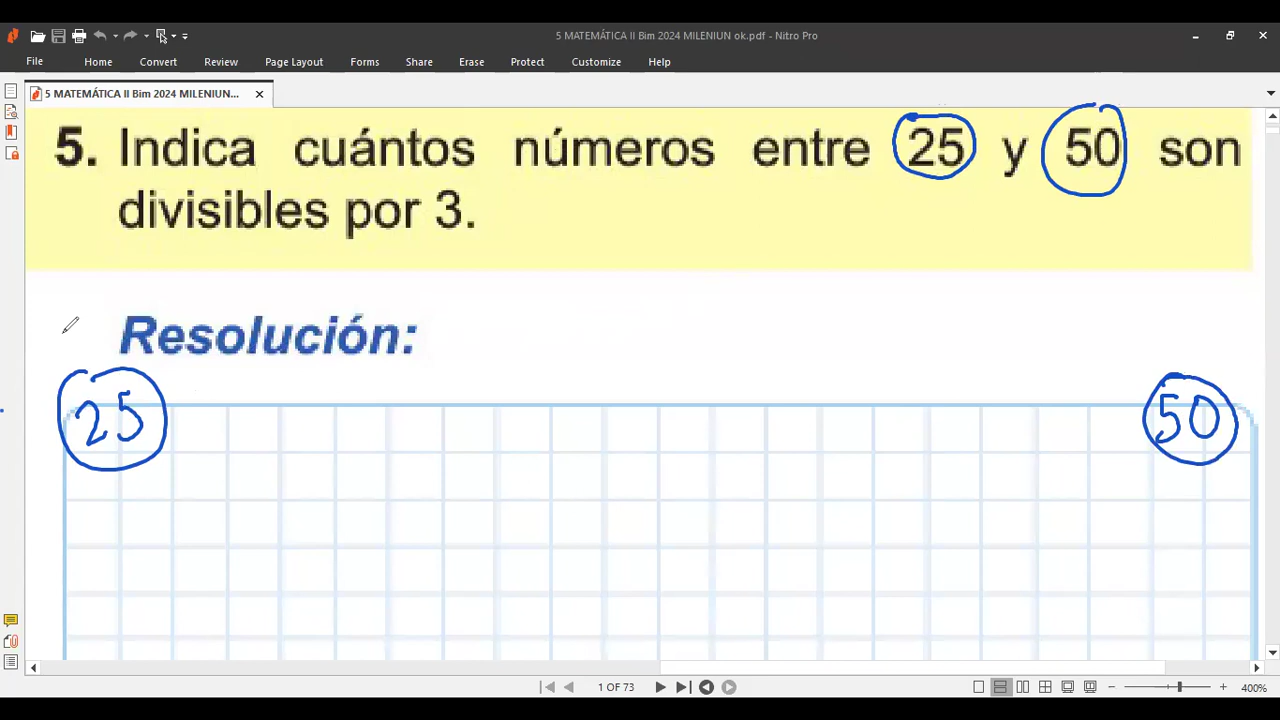 5 MATEMÁTICA II Bim 2024 MILENIUN ok.pdf - Nitro Pro
File Home Convert Review Page Layout Forms Share Erase Protect Customize Help
5 MATEMÁTICA II Bim 2024 MILENIUN...
5. Indica cuántos números entre 25 y 50 son
divisibles por 3.
Resolución:
25 50
1 OF 73
400%